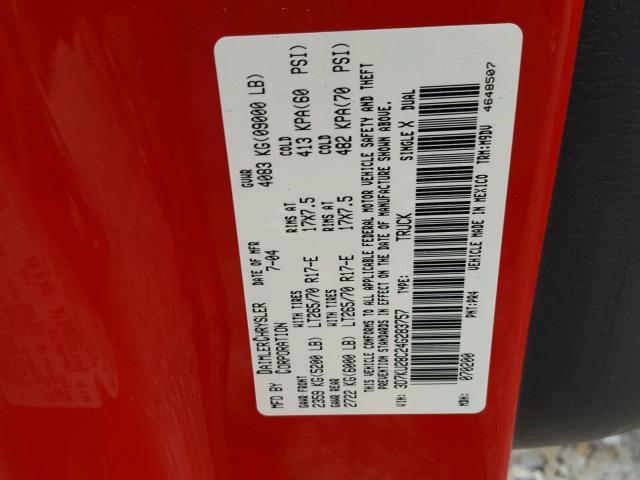 MFD BY DAIMLERCHRYSLER CORPORATION DATE OF MFR 7-04 GVWR 4083 KG(09000 LB)
GAWR FRONT WITH TIRES RIMS AT COLD
2359 KG(5200 LB) LT265/70 R17-E 17X7.5 413 KPA(60 PSI)
GAWR REAR WITH TIRES RIMS AT COLD
2722 KG(6000 LB) LT265/70 R17-E 17X7.5 482 KPA(70 PSI)
THIS VEHICLE CONFORMS TO ALL APPLICABLE FEDERAL MOTOR VEHICLE SAFETY AND THEFT
PREVENTION STANDARDS IN EFFECT ON THE DATE OF MANUFACTURE SHOWN ABOVE.
VIN: 3D7KU28C24G283757 TYPE: TRUCK SINGLE X DUAL
MDH: 070200 PNT:PR4 VEHICLE MADE IN MEXICO TRM:M9DV 4648507